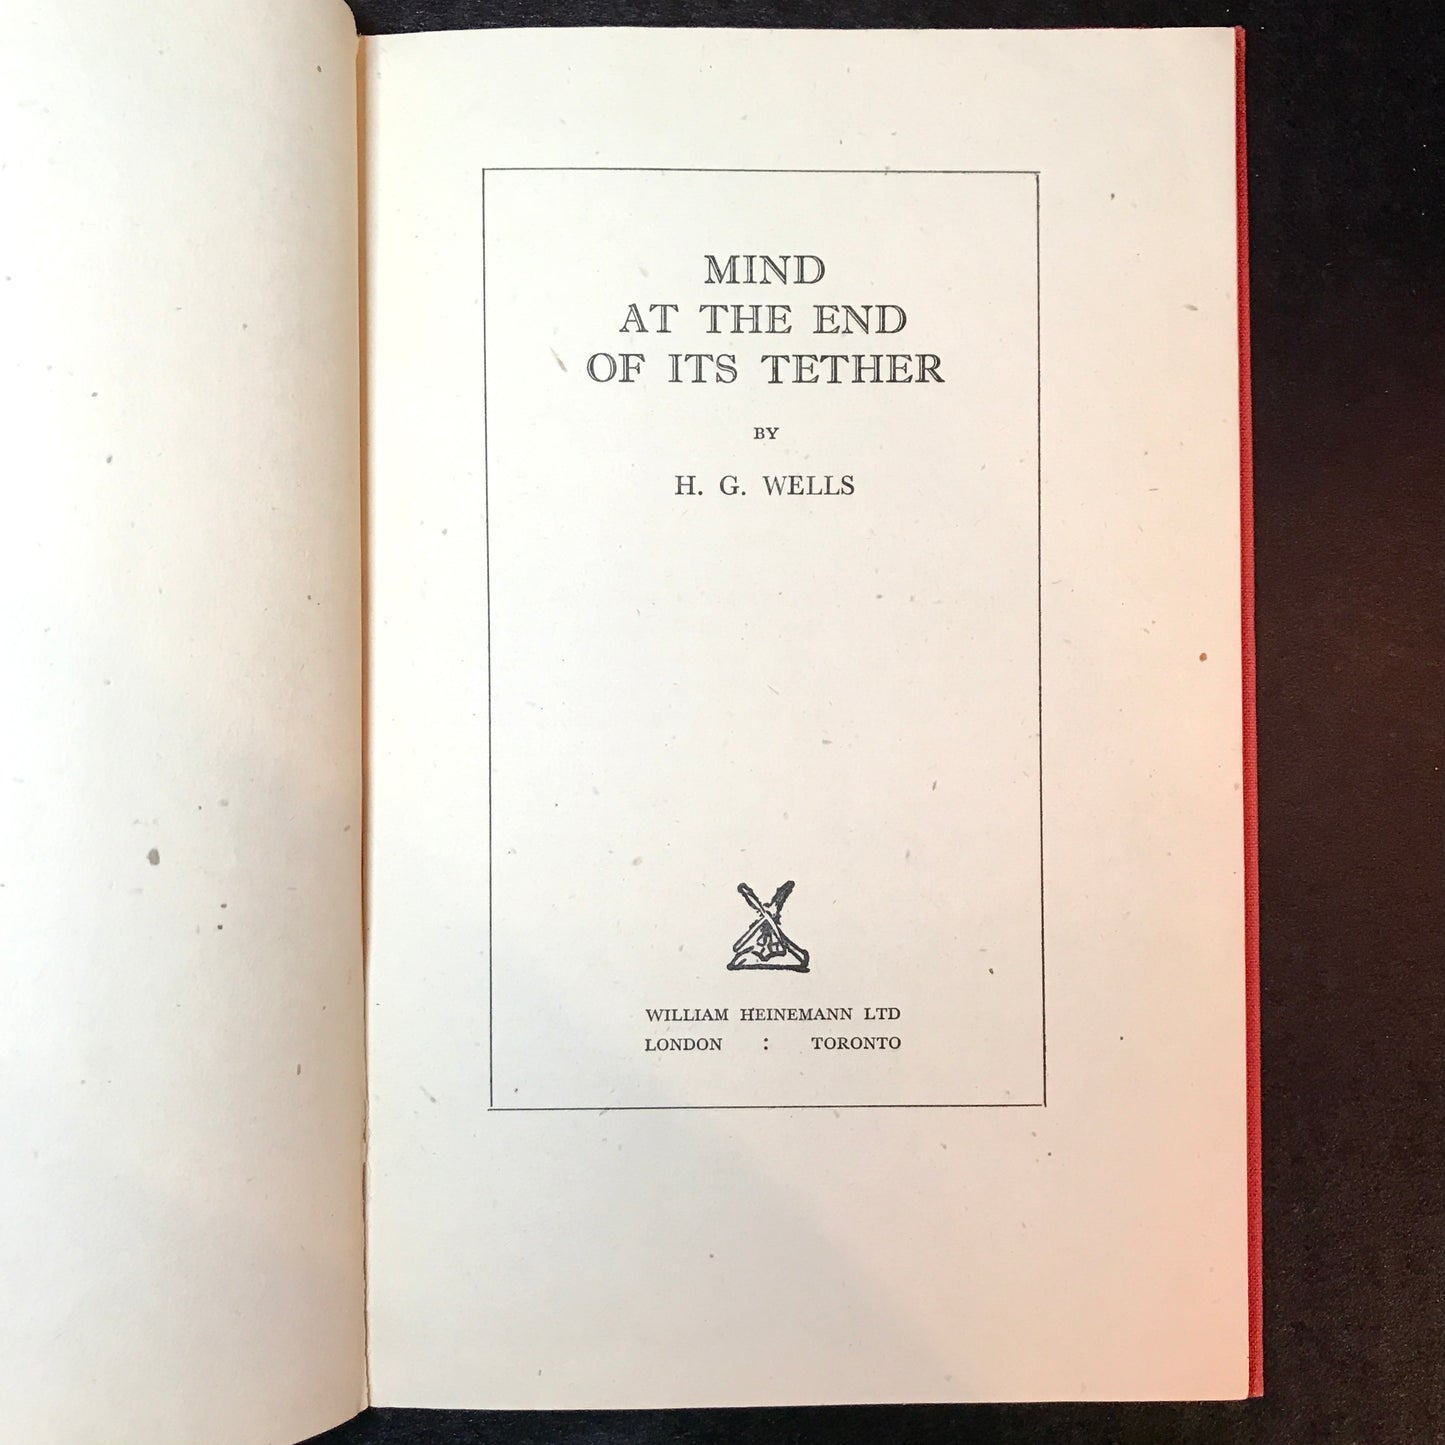 MIND
AT THE END
OF ITS TETHER
BY
H. G. WELLS
WILLIAM HEINEMANN LTD
LONDON : TORONTO